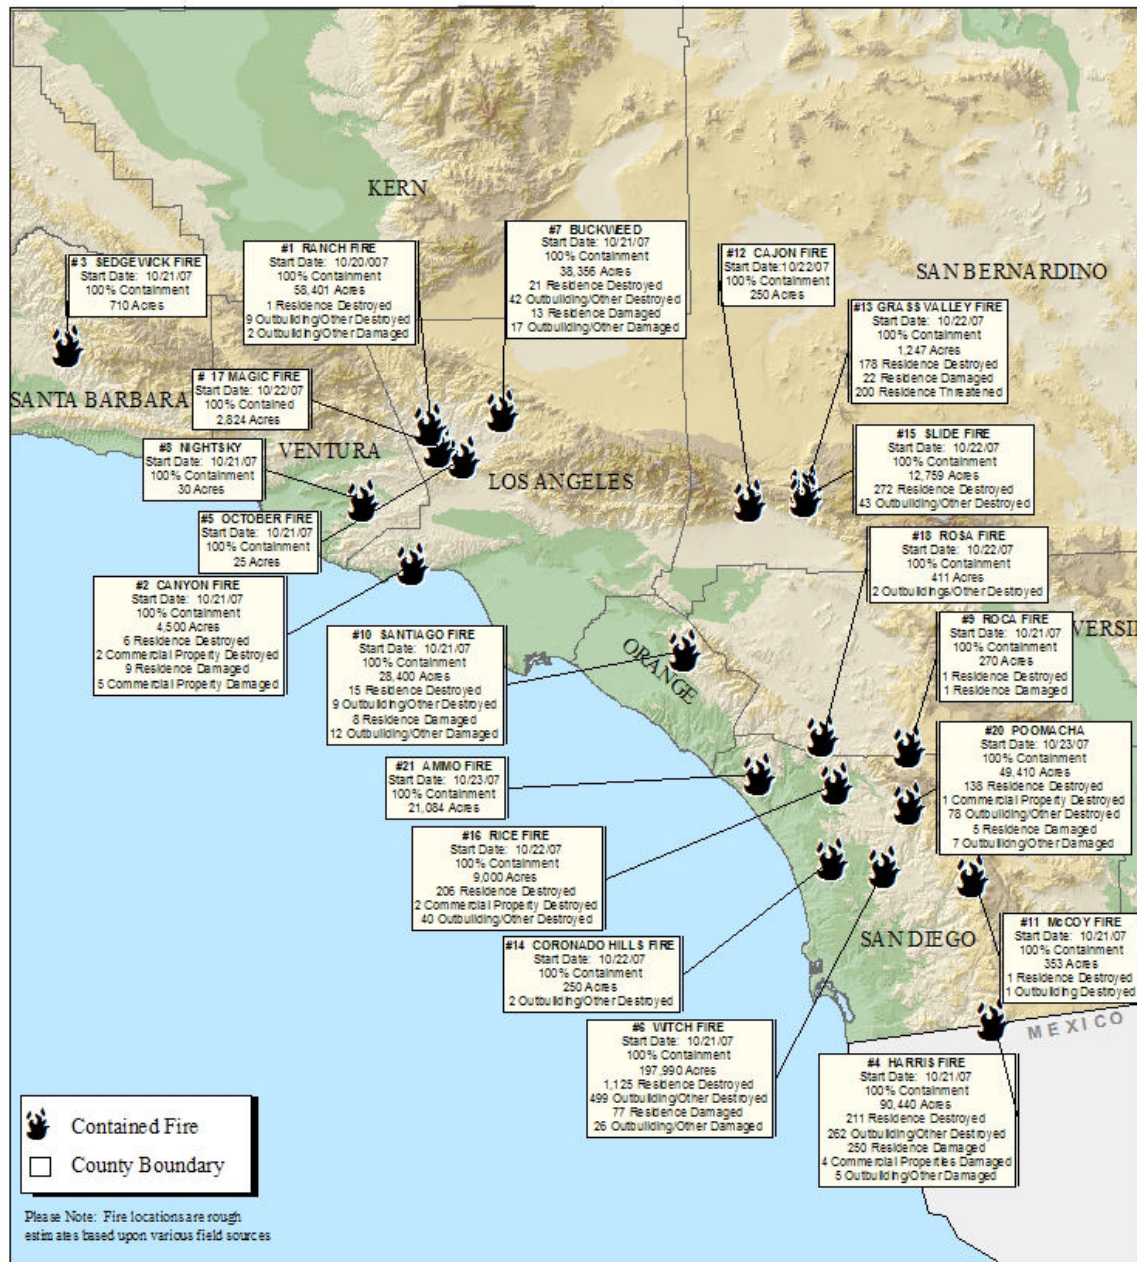 KERN
#7 BUCKWEED
Start Date: 10/21/07
100% Containment
38,356 Acres
21 Residence Destroyed
42 Outbuilding/Other Destroyed
13 Residence Damaged
17 Outbuilding/Other Damaged
#1 RANCH FIRE
Start Date: 10/20/007
100% Containment
58,401 Acres
1 Residence Destroyed
9 Outbuilding/Other Destroyed
2 Outbuilding/Other Damaged
#12 CAJON FIRE
Start Date:10/22/07
100% Containment
250 Acres
# 3 SEDGEWICK FIRE
Start Date: 10/21/07
100% Containment
710 Acres
SAN BERNARDINO
#13 GRASS VALLEY FIRE
Start Date: 10/22/07
100% Containment
1,247 Acres
178 Residence Destroyed
22 Residence Damaged
200 Residence Threatened
# 17 MAGIC FIRE
Start Date: 10/22/07
100% Contained
2,824 Acres
SANTA BARBARA
#15 SLIDE FIRE
Start Date: 10/22/07
100% Containment
12,759 Acres
272 Residence Destroyed
43 Outbuilding/Other Destroyed
#8 NIGHTSKY
Start Date: 10/21/07
100% Containment
30 Acres
VENTURA
LOS ANGELES
#5 OCTOBER FIRE
Start Date: 10/21/07
100% Containment
25 Acres
#18 ROSA FIRE
Start Date: 10/22/07
100% Containment
411 Acres
2 Outbuildings/Other Destroyed
#2 CANYON FIRE
Start Date: 10/21/07
100% Containment
4,500 Acres
6 Residence Destroyed
2 Commercial Property Destroyed
9 Residence Damaged
5 Commercial Property Damaged
#9 ROCA FIRE
Start Date: 10/21/07
100% Containment
270 Acres
1 Residence Destroyed
1 Residence Damaged
VERSI
#10 SANTIAGO FIRE
Start Date: 10/21/07
100% Containment
28,400 Acres
15 Residence Destroyed
9 Outbuilding/Other Destroyed
8 Residence Damaged
12 Outbuilding/Other Damaged
ORANGE
#20 POOMACHA
Start Date: 10/23/07
100% Containment
49,410 Acres
138 Residence Destroyed
1 Commercial Property Destroyed
78 Outbuilding/Other Destroyed
5 Residence Damaged
7 Outbuilding/Other Damaged
#21 AMMO FIRE
Start Date: 10/23/07
100% Containment
21,084 Acres
#16 RICE FIRE
Start Date: 10/22/07
100% Containment
9,000 Acres
206 Residence Destroyed
2 Commercial Property Destroyed
40 Outbuilding/Other Destroyed
#11 McCOY FIRE
Start Date: 10/21/07
100% Containment
353 Acres
1 Residence Destroyed
1 Outbuilding Destroyed
SAN DIEGO
#14 CORONADO HILLS FIRE
Start Date: 10/22/07
100% Containment
250 Acres
2 Outbuilding/Other Destroyed
MEXICO
#6 WITCH FIRE
Start Date: 10/21/07
100% Containment
197,990 Acres
1,125 Residence Destroyed
499 Outbuilding/Other Destroyed
77 Residence Damaged
26 Outbuilding/Other Damaged
#4 HARRIS FIRE
Start Date: 10/21/07
100% Containment
90,440 Acres
211 Residence Destroyed
262 Outbuilding/Other Destroyed
250 Residence Damaged
4 Commercial Properties Damaged
5 Outbuilding/Other Damaged
Contained Fire
County Boundary
Please Note: Fire locations are rough
estimates based upon various field sources